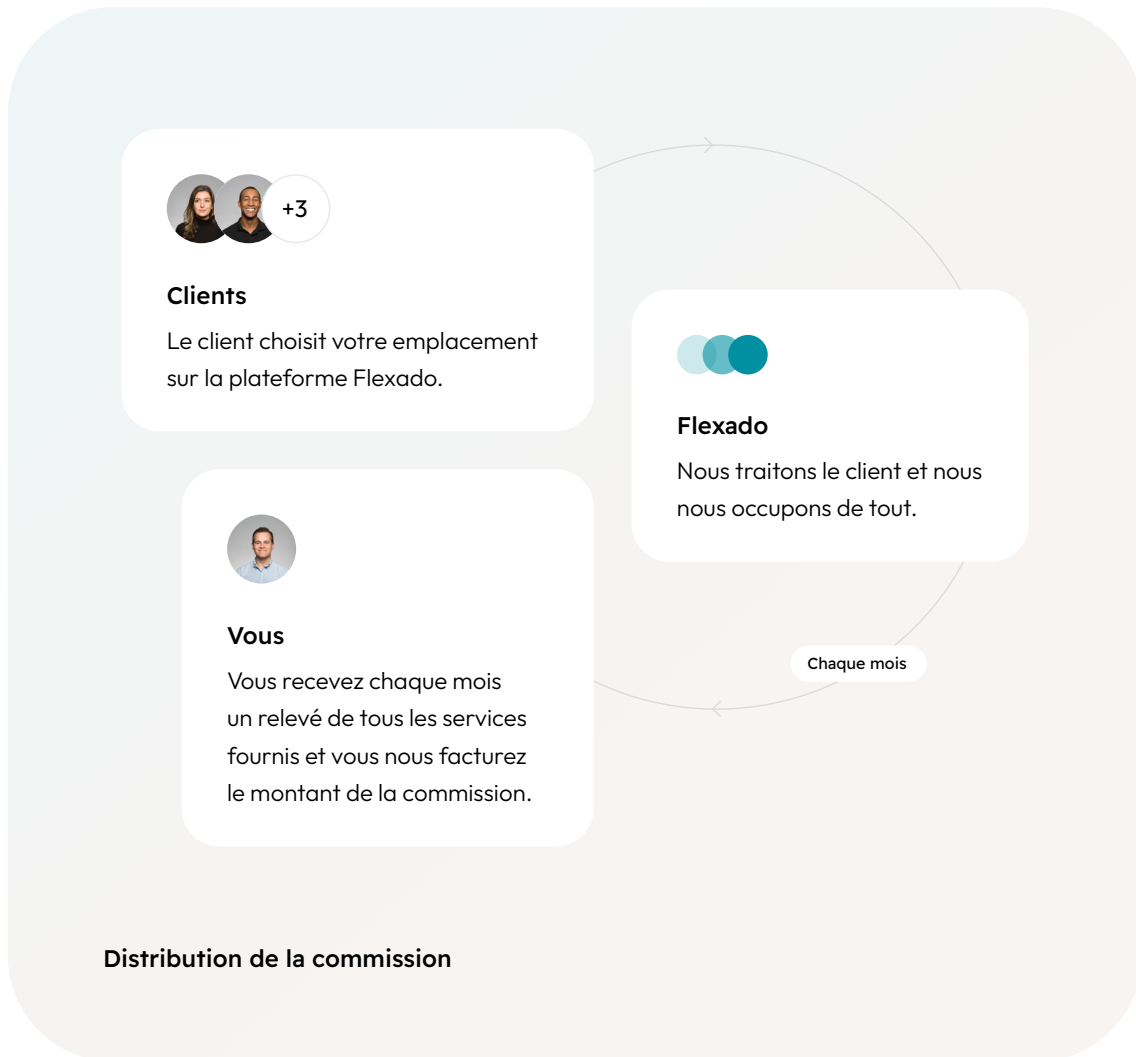 +3
Clients
Le client choisit votre emplacement
sur la plateforme Flexado.
Flexado
Nous traitons le client et nous
nous occupons de tout.
Vous
Vous recevez chaque mois
un relevé de tous les services
fournis et vous nous facturez
le montant de la commission.
Chaque mois
Distribution de la commission